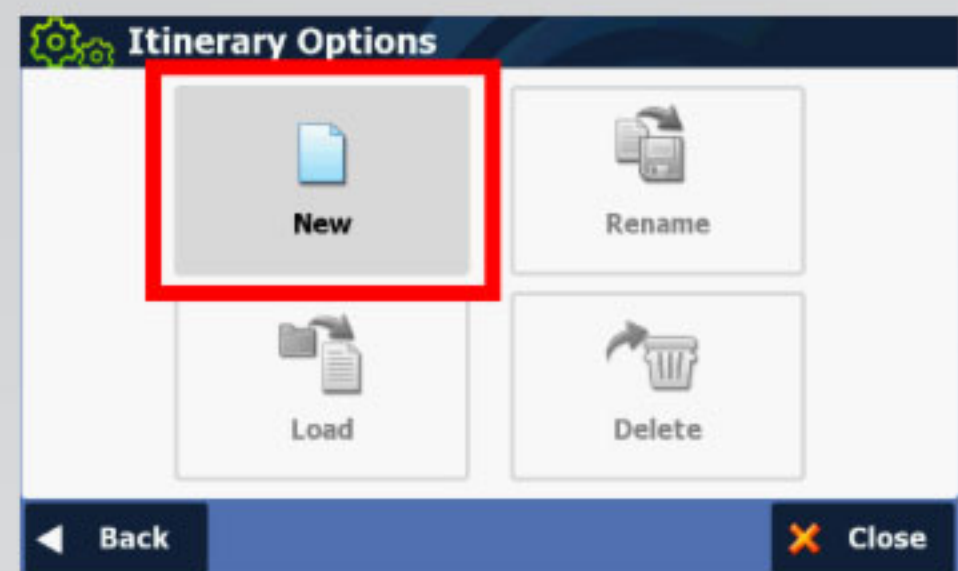 Itinerary Options
New
Rename
Load
Delete
Back
Close